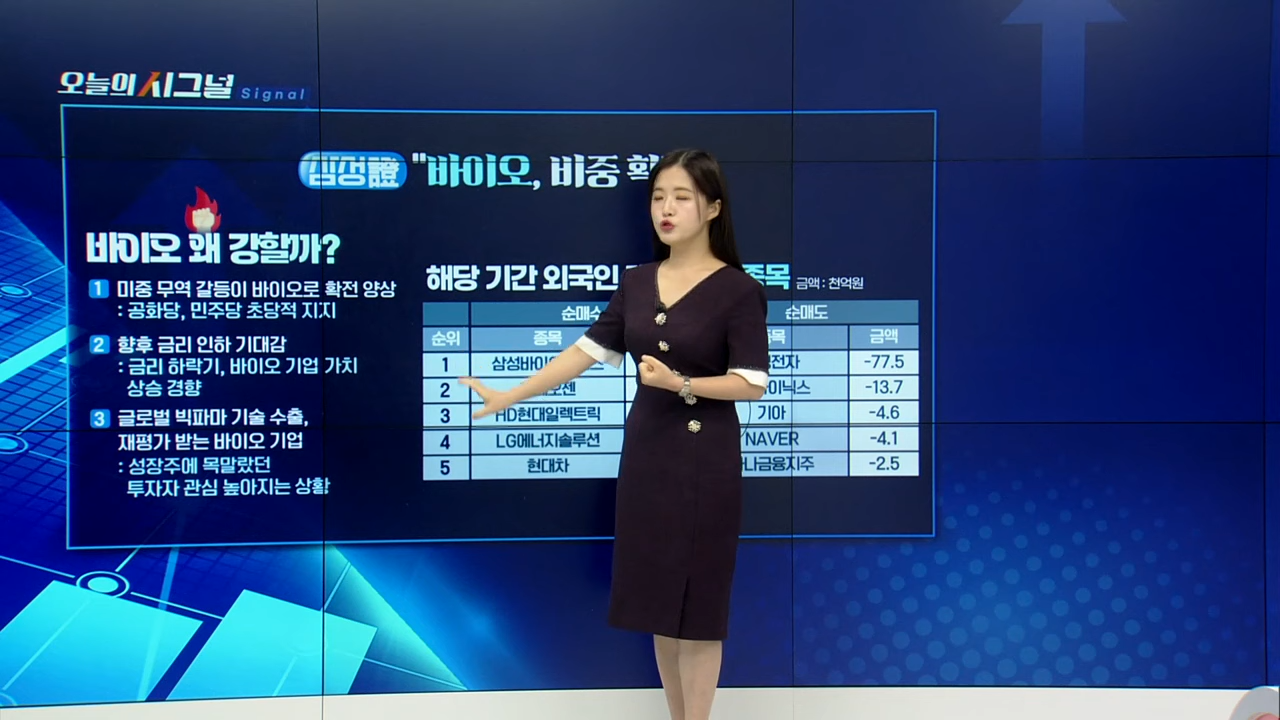 오늘의 시그널 Signal
삼성證 "바이오, 비중
바이오 왜 강할까?
1 미중 무역 갈등이 바이오로 확전 양상
: 공화당, 민주당 초당적 지지
2 향후 금리 인하 기대감
: 금리 하락기, 바이오 기업 가치
상승 경향
3 글로벌 빅파마 기술 수출,
재평가 받는 바이오 기업
: 성장주에 목말랐던
투자자 관심 높아지는 상황
해당 기간 외국인 종목 금액 : 천억원
순매수 순매도
순위 종목 금액
1 삼성바이오 전자 -77.5
2 -13.7
3 HD현대일렉트릭 기아 -4.6
4 LG에너지솔루션 NAVER -4.1
5 현대차 나금융지주 -2.5